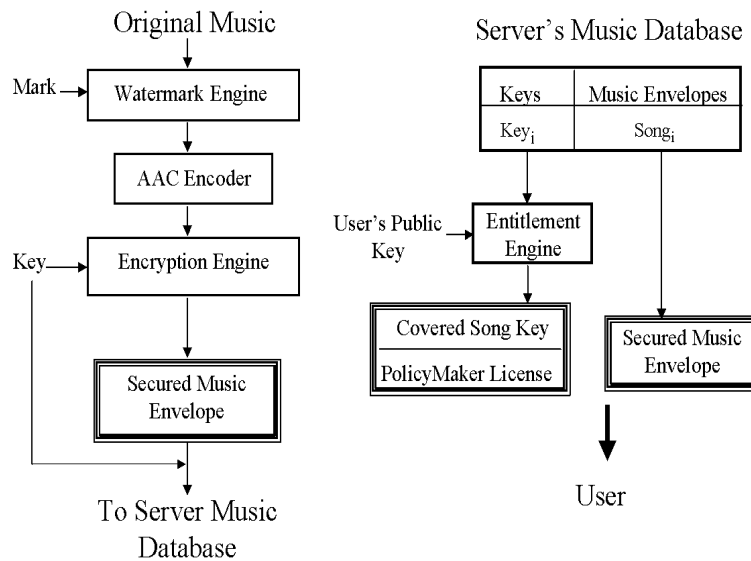 Original Music
Mark
Watermark Engine
AAC Encoder
Key
Encryption Engine
Secured Music
Envelope
To Server Music
Database
Server's Music Database
Keys
Music Envelopes
Keyi
Songi
User's Public
Key
Entitlement
Engine
Covered Song Key
PolicyMaker License
Secured Music
Envelope
User